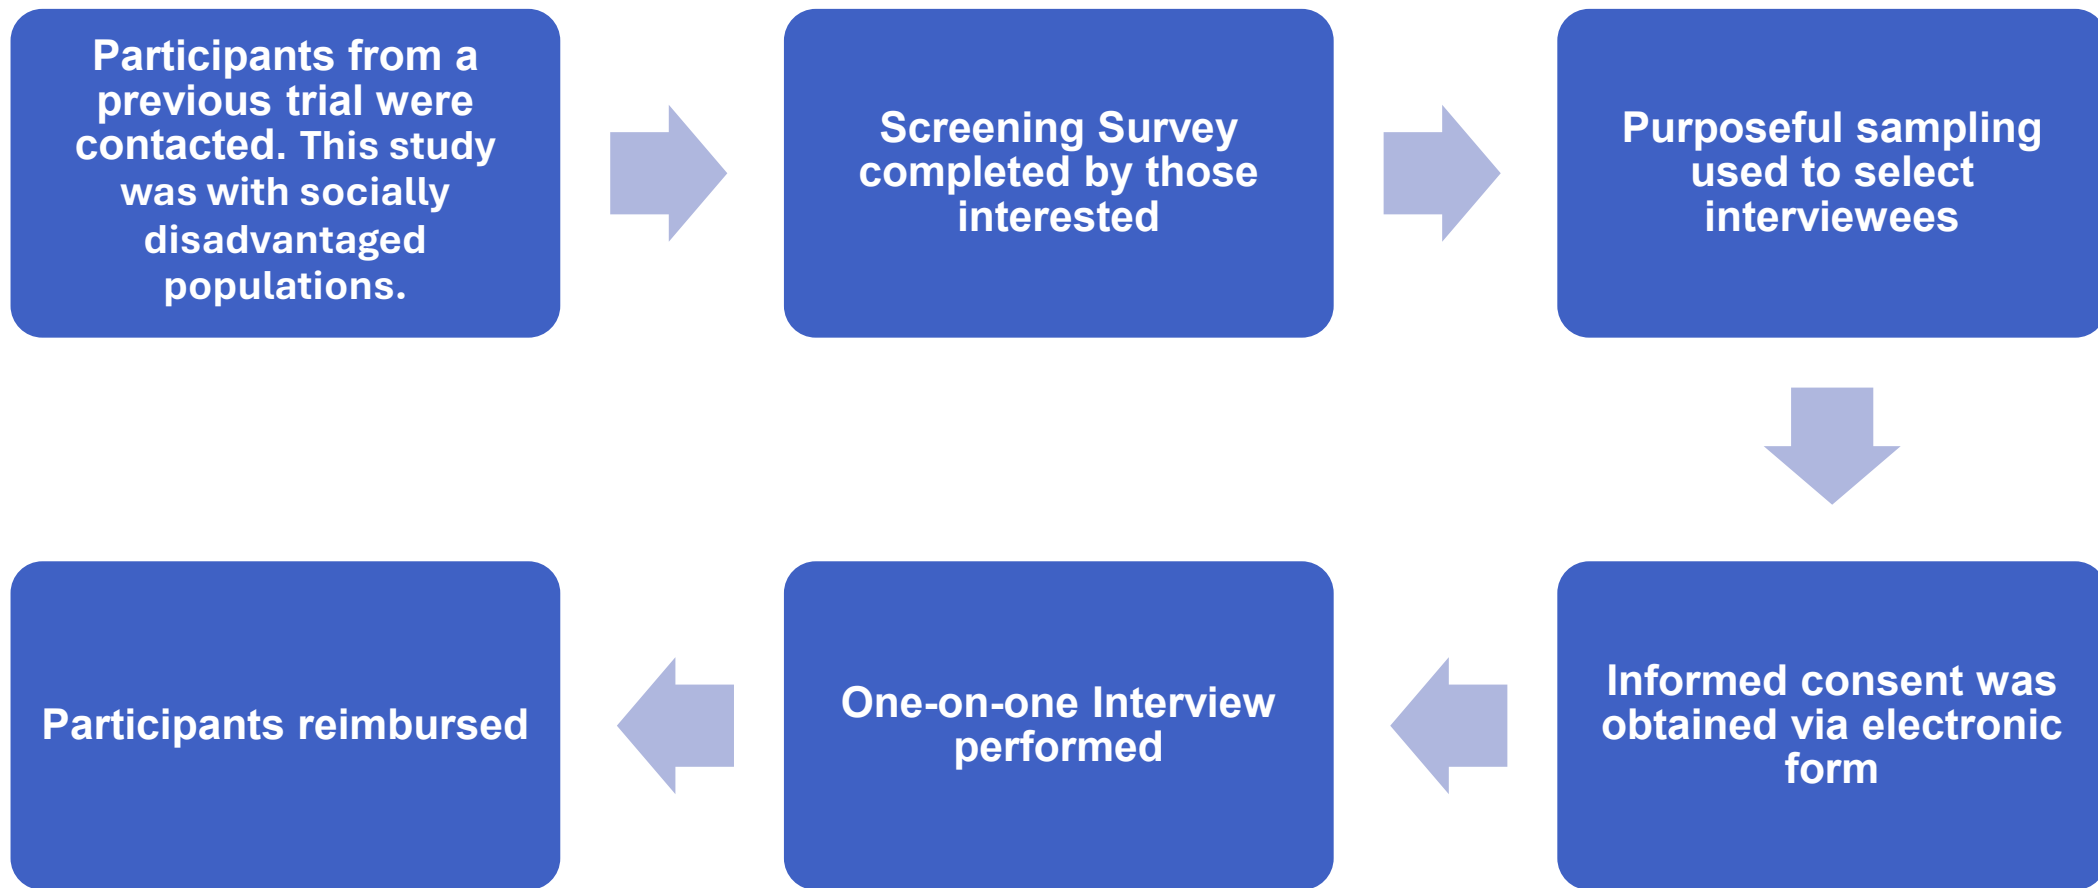 Participants from a
previous trial were
contacted. This study
was with socially
disadvantaged
populations.
Screening Survey
completed by those
interested
Purposeful sampling
used to select
interviewees
Informed consent was
obtained via electronic
form
One-on-one Interview
performed
Participants reimbursed